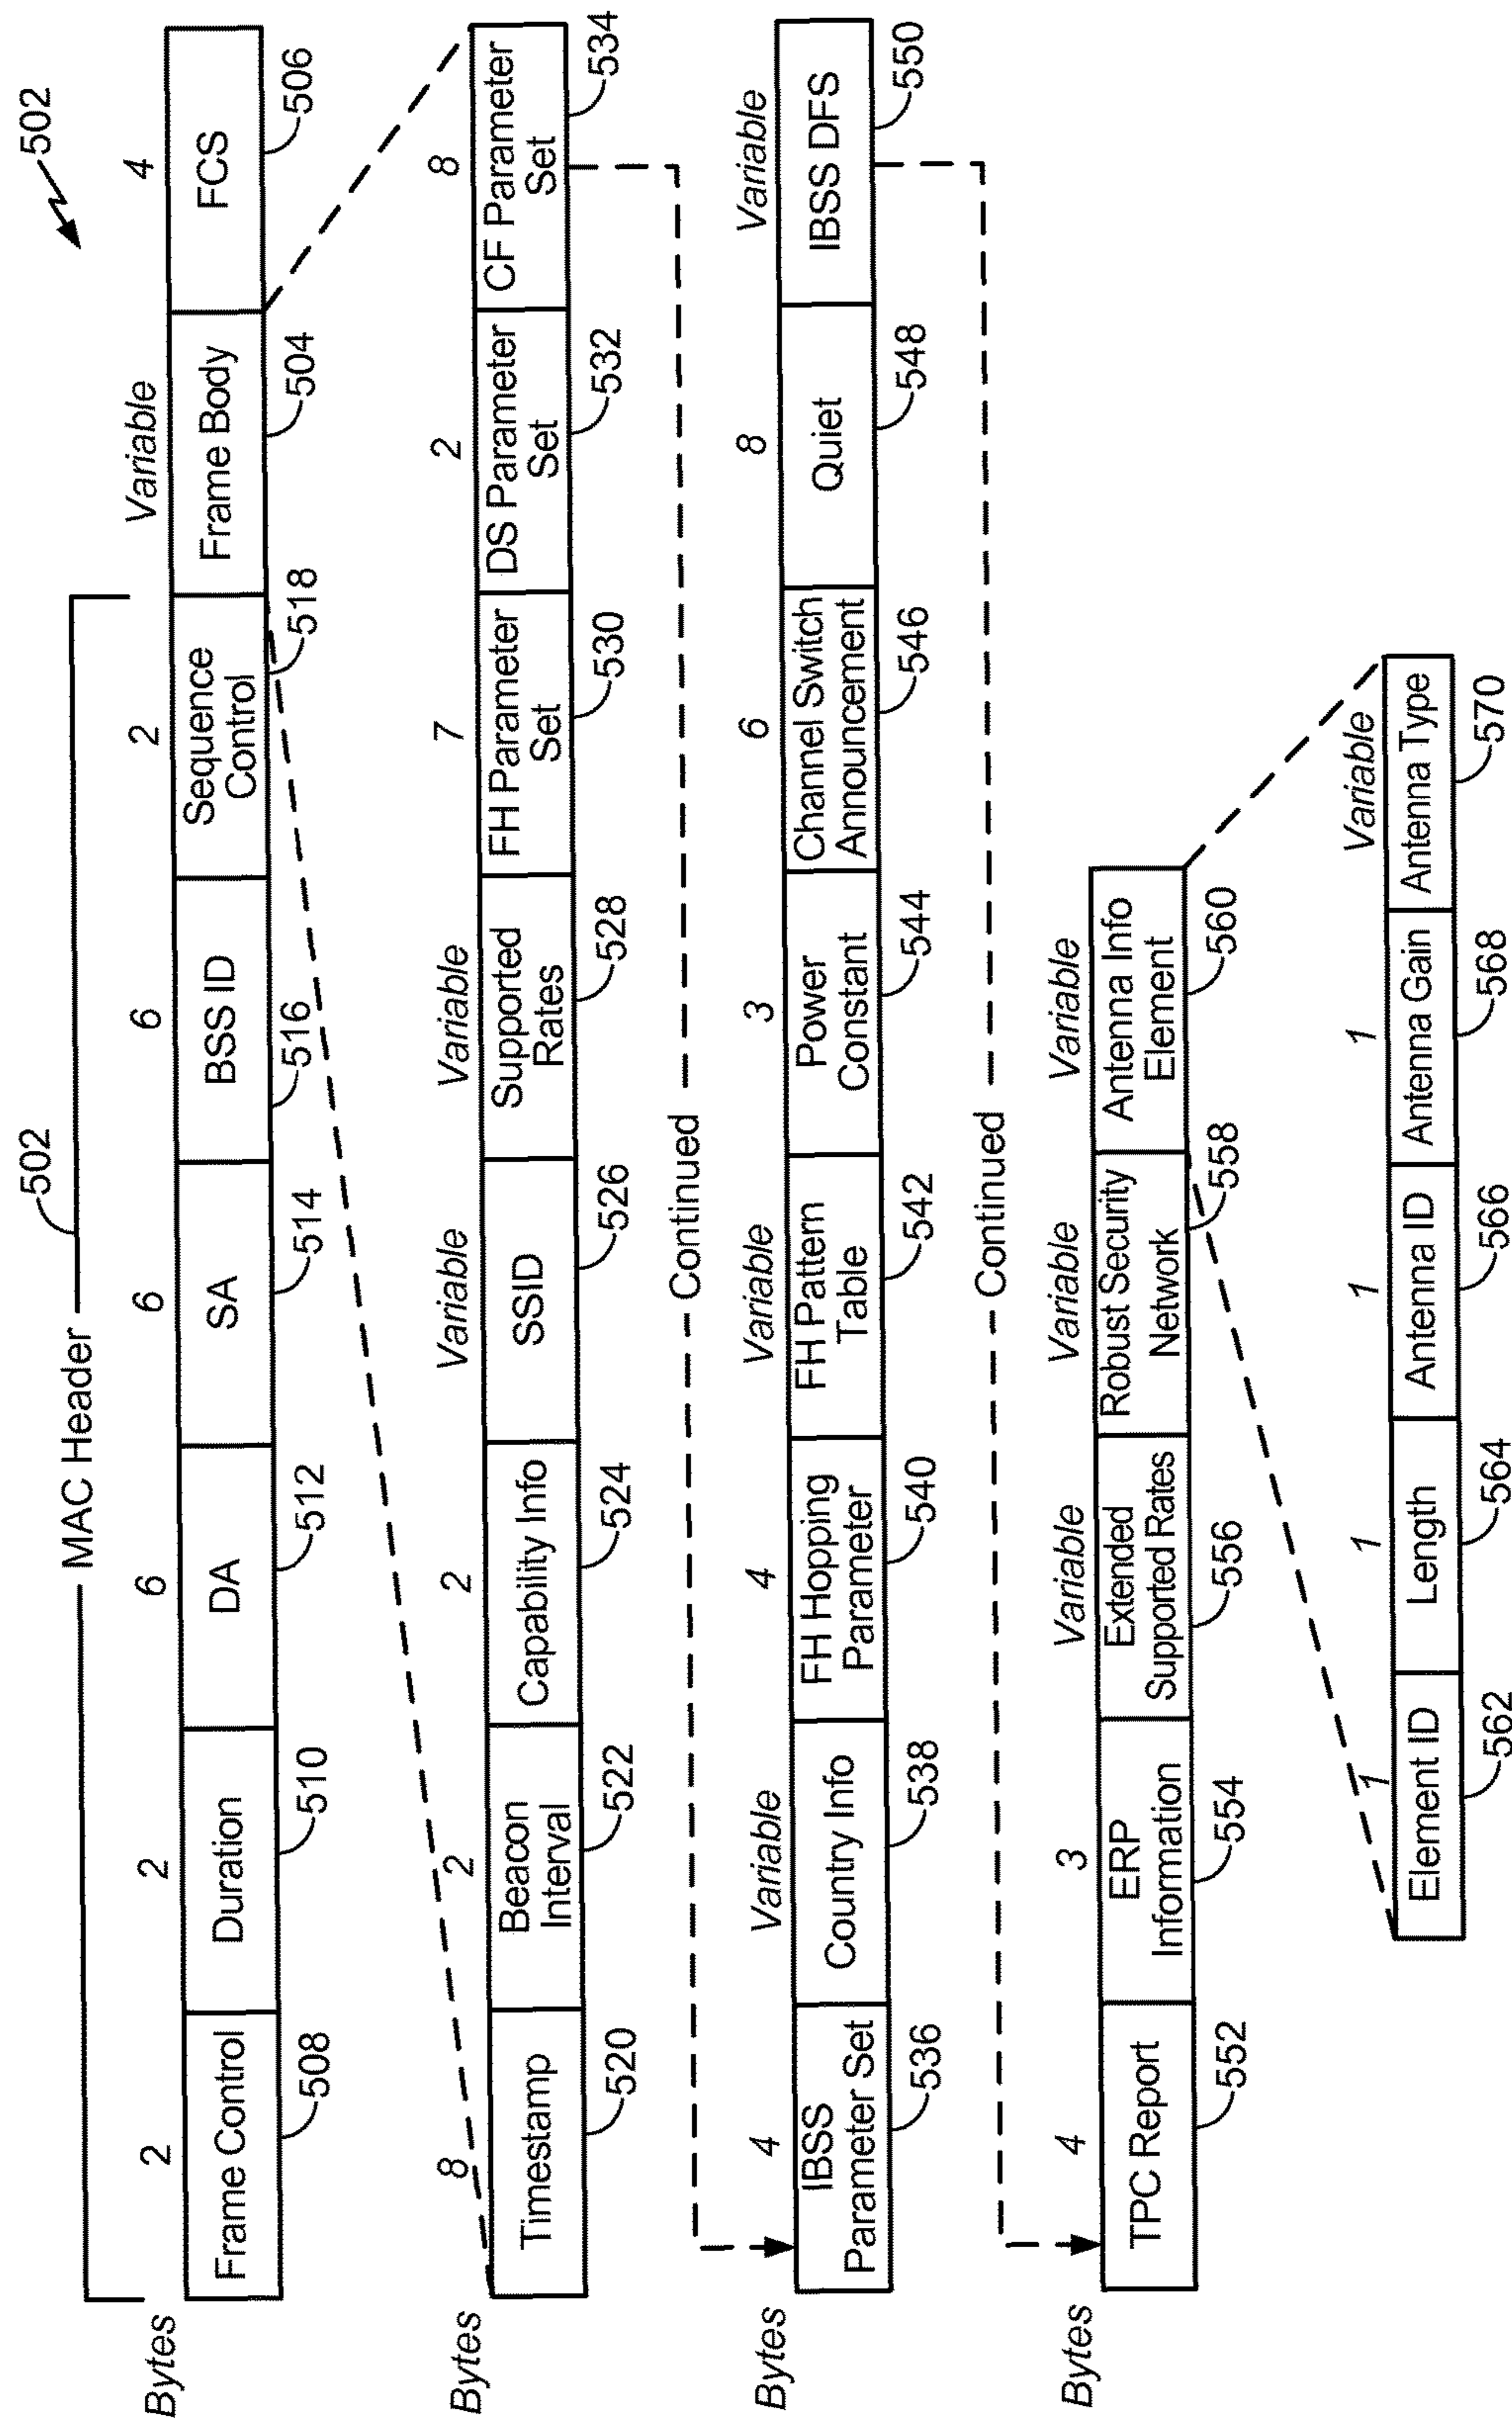 502
MAC Header
502
Bytes
2
2
6
6
6
2
Variable
4
Frame Control
Duration
DA
SA
BSS ID
Sequence
Control
Frame Body
FCS
508
510
512
514
516
518
504
506
Bytes
8
2
2
Variable
Variable
7
2
8
Timestamp
Beacon
Interval
Capability Info
SSID
Supported
Rates
FH Parameter
Set
DS Parameter
Set
CF Parameter
Set
520
522
524
526
528
530
532
534
Continued
Bytes
4
Variable
4
Variable
3
6
8
Variable
IBSS
Parameter Set
Country Info
FH Hopping
Parameter
FH Pattern
Table
Power
Constant
Channel Switch
Announcement
Quiet
IBSS DFS
536
538
540
542
544
546
548
550
Continued
Bytes
4
3
Variable
Variable
Variable
TPC Report
ERP
Information
Extended
Supported Rates
Robust Security
Network
Antenna Info
Element
552
554
556
558
560
1
1
1
1
Variable
Element ID
Length
Antenna ID
Antenna Gain
Antenna Type
562
564
566
568
570